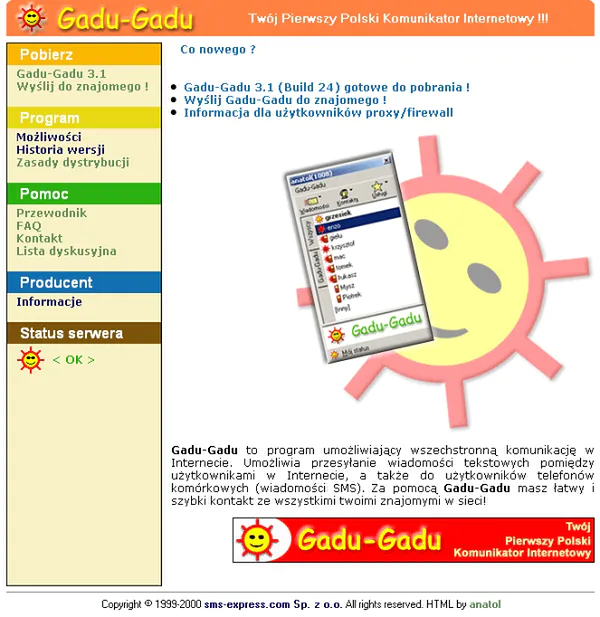 Gadu-Gadu
Twój Pierwszy Polski Komunikator Internetowy !!!
Pobierz
Gadu-Gadu 3.1
Wyślij do znajomego !
Program
Możliwości
Historia wersji
Zasady dystrybucji
Pomoc
Przewodnik
FAQ
Kontakt
Lista dyskusyjna
Producent
Informacje
Status serwera
< OK >
Co nowego ?
Gadu-Gadu 3.1 (Build 24) gotowe do pobrania !
Wyślij Gadu-Gadu do znajomego !
Informacja dla użytkowników proxy/firewall
anatol(1008)
Gadu-Gadu
Wiadomości
Kontakty
Usługi
Wszyscy
Gadu-Gadu
grzesiek
enzo
gielu
krzysztof
mac
tomek
łukasz
Mysz
Piotrek
[Inny]
Gadu-Gadu
Mój status
Gadu-Gadu to program umożliwiający wszechstronną komunikację w
Internecie. Umożliwia przesyłanie wiadomości tekstowych pomiędzy
użytkownikami w Internecie, a także do użytkowników telefonów
komórkowych (wiadomości SMS). Za pomocą Gadu-Gadu masz łatwy i
szybki kontakt ze wszystkimi twoimi znajomymi w sieci!
Gadu-Gadu
Twój
Pierwszy Polski
Komunikator Internetowy
Copyright © 1999-2000 sms-express.com Sp. z o.o. All rights reserved. HTML by anatol